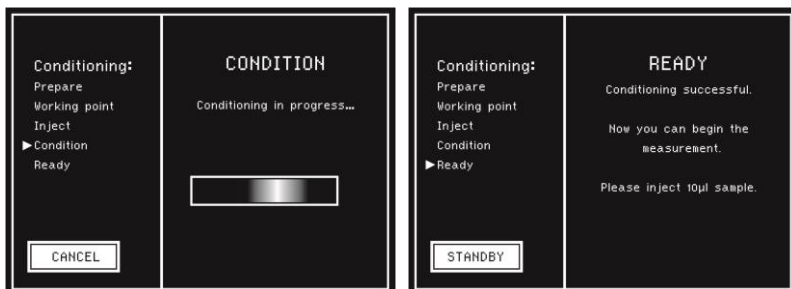 Conditioning:
Prepare
Working point
Inject
▶Condition
Ready
CANCEL
CONDITION
Conditioning in progress…
Conditioning:
Prepare
Working point
Inject
Condition
▶Ready
STANDBY
READY
Conditioning successful.
Now you can begin the
measurement.
Please inject 10µl sample.